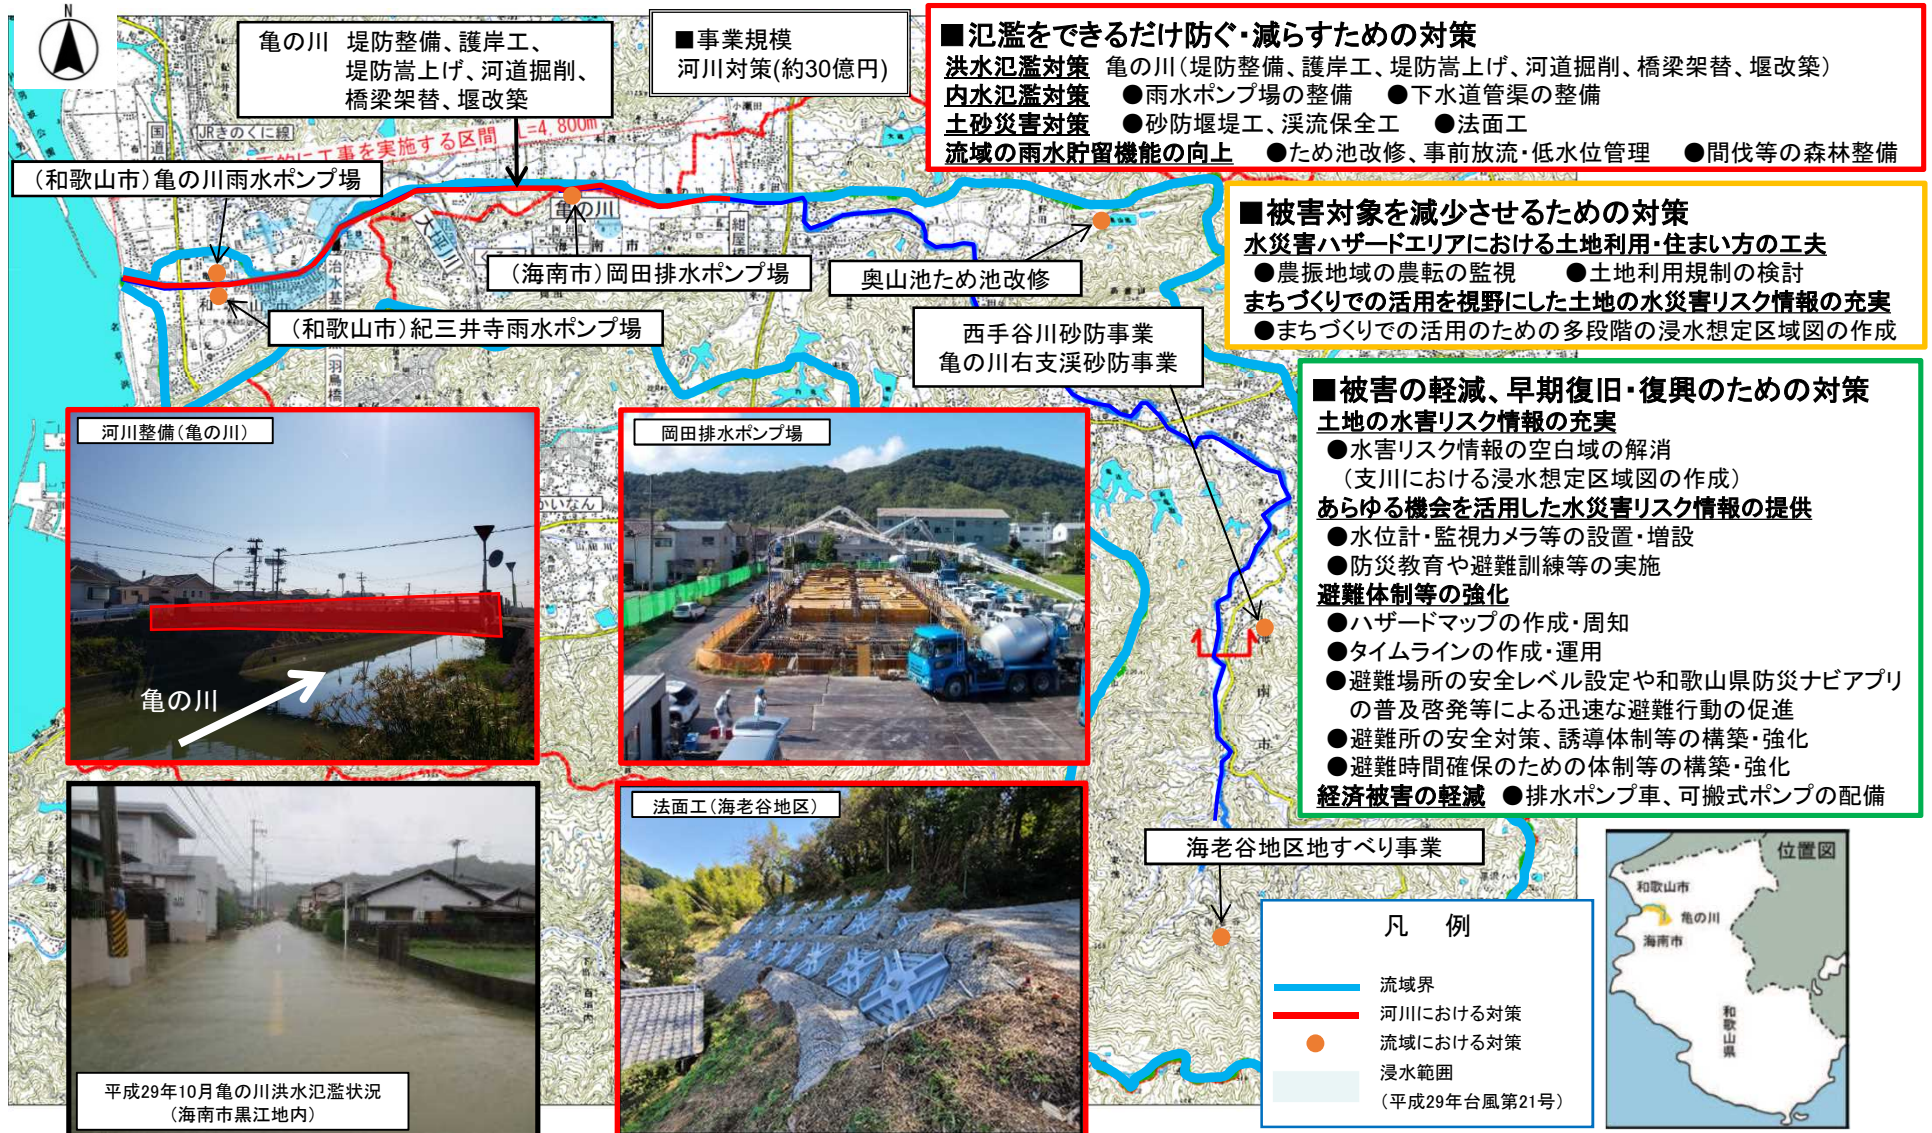 N
亀の川 堤防整備、護岸工、
堤防嵩上げ、河道掘削、
橋梁架替、堰改築
■事業規模
河川対策(約30億円)
■氾濫をできるだけ防ぐ・減らすための対策
洪水氾濫対策 亀の川(堤防整備、護岸工、堤防嵩上げ、河道掘削、橋梁架替、堰改築)
内水氾濫対策 ●雨水ポンプ場の整備 ●下水道管渠の整備
土砂災害対策 ●砂防堰堤工、渓流保全工 ●法面工
流域の雨水貯留機能の向上 ●ため池改修、事前放流・低水位管理 ●間伐等の森林整備
■被害対象を減少させるための対策
水災害ハザードエリアにおける土地利用・住まい方の工夫
●農振地域の農転の監視 ●土地利用規制の検討
まちづくりでの活用を視野にした土地の水災害リスク情報の充実
●まちづくりでの活用のための多段階の浸水想定区域図の作成
■被害の軽減、早期復旧・復興のための対策
土地の水害リスク情報の充実
●水害リスク情報の空白域の解消
(支川における浸水想定区域図の作成)
あらゆる機会を活用した水災害リスク情報の提供
●水位計・監視カメラ等の設置・増設
●防災教育や避難訓練等の実施
避難体制等の強化
●ハザードマップの作成・周知
●タイムラインの作成・運用
●避難場所の安全レベル設定や和歌山県防災ナビアプリ
の普及啓発等による迅速な避難行動の促進
●避難所の安全対策、誘導体制等の構築・強化
●避難時間確保のための体制等の構築・強化
経済被害の軽減 ●排水ポンプ車、可搬式ポンプの配備
JRきのくに線
的に工事を実施する区間 L=4,800m
(和歌山市)亀の川雨水ポンプ場
亀の川
大坪川
海南市
(海南市)岡田排水ポンプ場
奥山池ため池改修
(和歌山市)紀三井寺雨水ポンプ場
西手谷川砂防事業
亀の川右支渓砂防事業
かいなん
河川整備(亀の川)
亀の川
岡田排水ポンプ場
平成29年10月亀の川洪水氾濫状況
(海南市黒江地内)
法面工(海老谷地区)
海老谷地区地すべり事業
凡 例
流域界
河川における対策
流域における対策
浸水範囲
(平成29年台風第21号)
位置図
和歌山市
亀の川
海南市
和歌山県